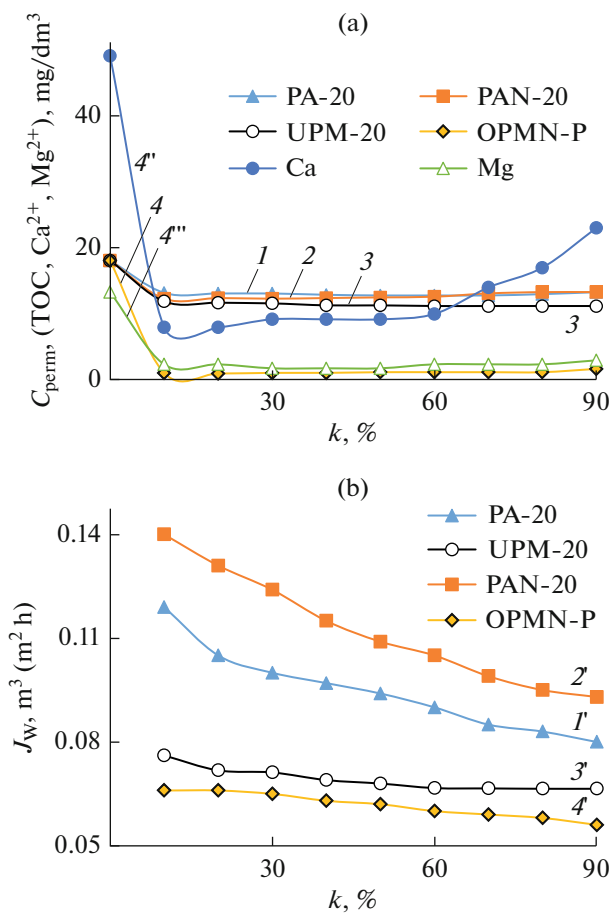 (a)
C_perm, (TOC, Ca²⁺, Mg²⁺), mg/dm³
40
20
0
PA-20
PAN-20
UPM-20
OPMN-P
Ca
Mg
4"
4
4'''
1
2
3
3
30
60
90
k, %
(b)
J_W, m³ (m² h)
0.14
0.11
0.08
0.05
PA-20
UPM-20
PAN-20
OPMN-P
2'
1'
3'
4'
30
60
90
k, %